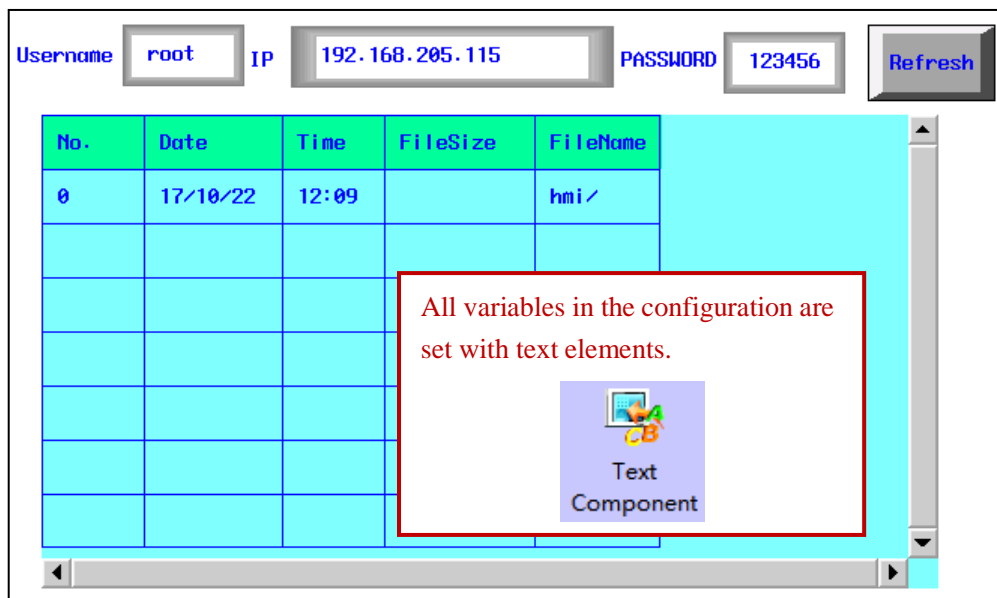 Username root IP 192.168.205.115 PASSWORD 123456 Refresh
No. Date Time FileSize FileName
0 17/10/22 12:09 hmi/
All variables in the configuration are
set with text elements.
Text
Component